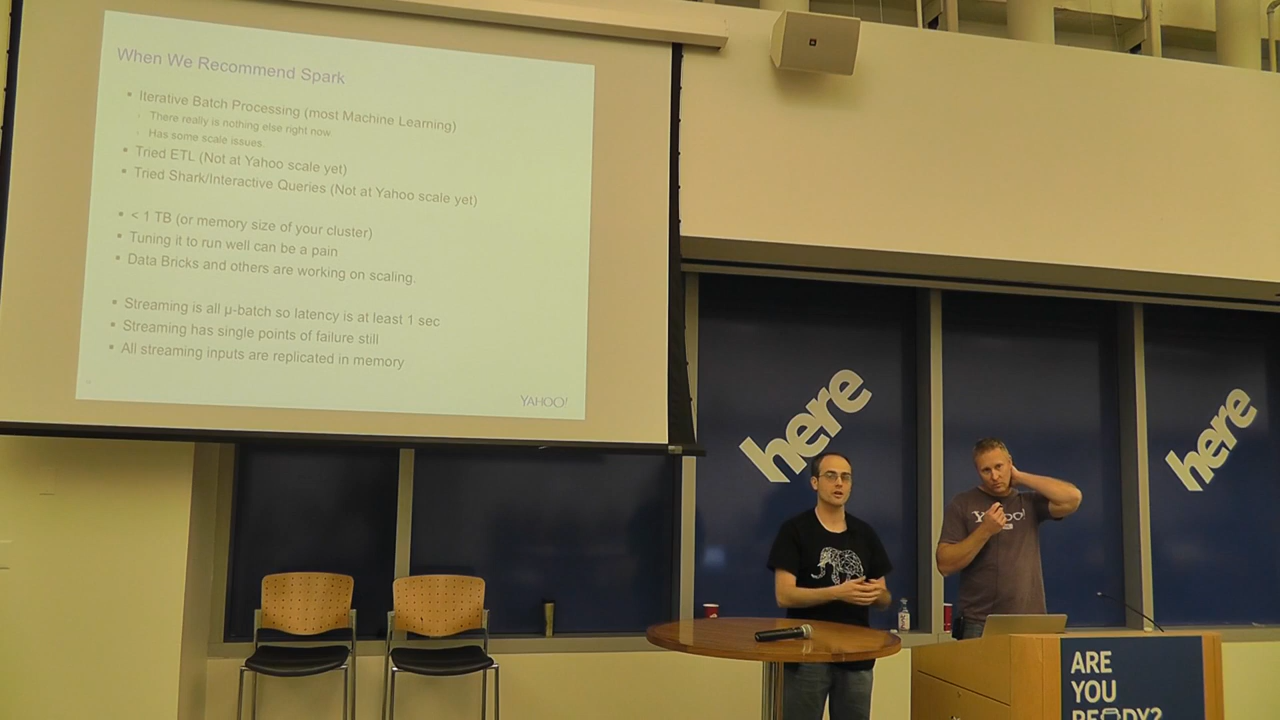 When We Recommend Spark
Iterative Batch Processing (most Machine Learning)
There really is nothing else right now.
Has some scale issues.
Tried ETL (Not at Yahoo scale yet)
Tried Shark/Interactive Queries (Not at Yahoo scale yet)
< 1 TB (or memory size of your cluster)
Tuning it to run well can be a pain
Data Bricks and others are working on scaling.
Streaming is all µ-batch so latency is at least 1 sec
Streaming has single points of failure still
All streaming inputs are replicated in memory
YAHOO!
here
here
Yahoo!
ARE
YOU
READY?